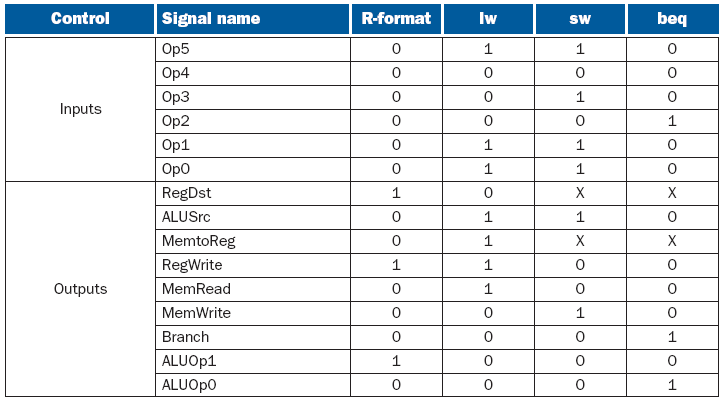 Control Signal name R-format lw sw beq
Op5 0 1 1 0
Op4 0 0 0 0
Op3 0 0 1 0
Inputs
Op2 0 0 0 1
Op1 0 1 1 0
Op0 0 1 1 0
RegDst 1 0 X X
ALUSrc 0 1 1 0
MemtoReg 0 1 X X
RegWrite 1 1 0 0
Outputs MemRead 0 1 0 0
MemWrite 0 0 1 0
Branch 0 0 0 1
ALUOp1 1 0 0 0
ALUOp0 0 0 0 1